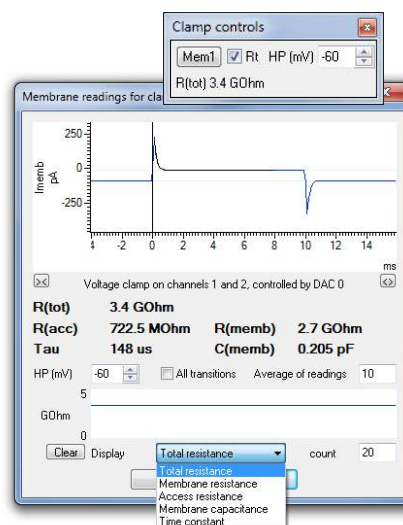 Clamp controls
Mem1 Rt HP (mV) -60
R(tot) 3.4 GOhm
Membrane readings for cla
250
0
-250
Imemb
pA
-4 -2 0 2 4 6 8 10 12 14
ms
Voltage clamp on channels 1 and 2, controlled by DAC 0
R(tot) 3.4 GOhm
R(acc) 722.5 MOhm R(memb) 2.7 GOhm
Tau 148 us C(memb) 0.205 pF
HP (mV) -60 All transitions Average of readings 10
5
GOhm
0
Clear Display Total resistance count 20
Total resistance
Membrane resistance
Access resistance
Membrane capacitance
Time constant